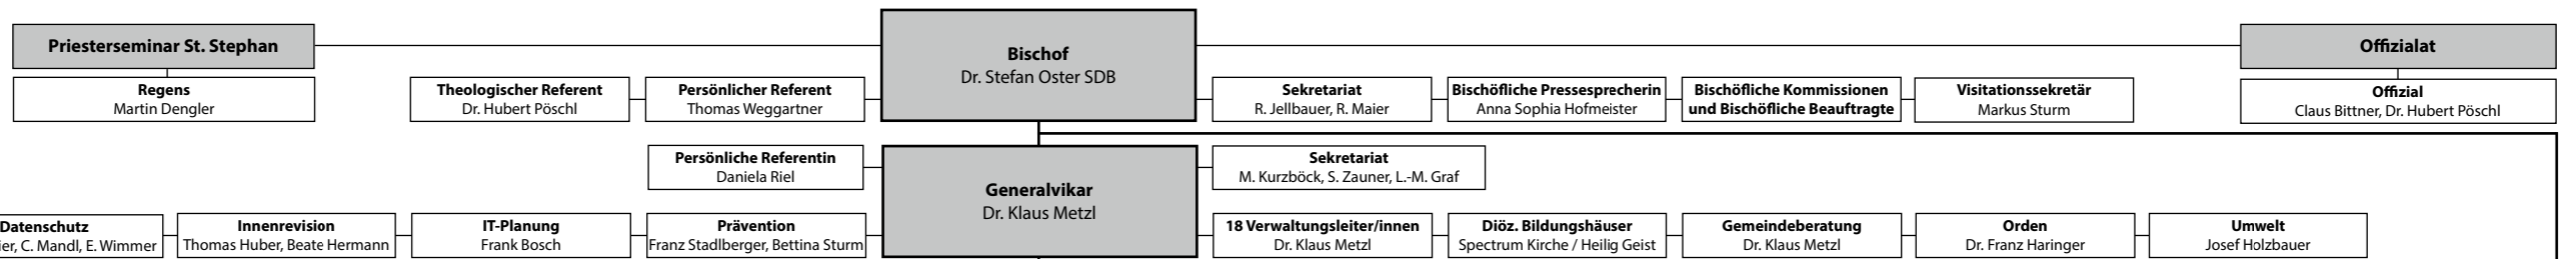 Priesterseminar St. Stephan
Regens
Martin Dengler
Theologischer Referent
Dr. Hubert Pöschl
Persönlicher Referent
Thomas Weggartner
Bischof
Dr. Stefan Oster SDB
Sekretariat
R. Jellbauer, R. Maier
Bischöfliche Pressesprecherin
Anna Sophia Hofmeister
Bischöfliche Kommissionen
und Bischöfliche Beauftragte
Visitationssekretär
Markus Sturm
Offizialat
Offizial
Claus Bittner, Dr. Hubert Pöschl
Persönliche Referentin
Daniela Riel
Generalvikar
Dr. Klaus Metzl
Sekretariat
M. Kurzböck, S. Zauner, L.-M. Graf
Datenschutz
C. Mandl, E. Wimmer
Innenrevision
Thomas Huber, Beate Hermann
IT-Planung
Frank Bosch
Prävention
Franz Stadlberger, Bettina Sturm
18 Verwaltungsleiter/innen
Dr. Klaus Metzl
Diöz. Bildungshäuser
Spectrum Kirche / Heilig Geist
Gemeindeberatung
Dr. Klaus Metzl
Orden
Dr. Franz Haringer
Umwelt
Josef Holzbauer